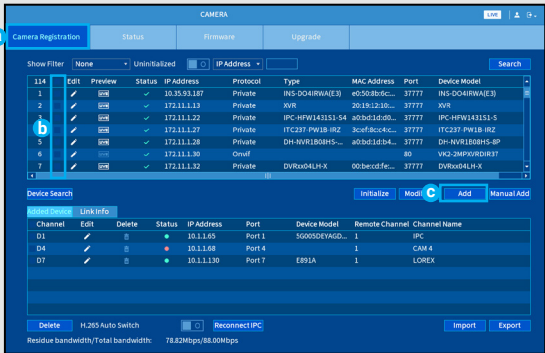 CAMERA
LIVE
a
Camera Registration Status Firmware Upgrade
Show Filter None Uninitialized IP Address Search
114 Edit Preview Status IP Address Protocol Type MAC Address Port Device Model
1 10.35.93.187 Private INS-DO4IRWA(E3) e0:50:8b:6c:... 37777 INS-DO4IRWA(E3)
2 172.11.1.13 Private XVR 20:19:12:10:... 37777 XVR
3 172.11.1.22 Private IPC-HFW1431S1-S4 a0:bd:1d:d0... 37777 IPC-HFW1431S1-S
b
172.11.1.27 Private ITC237-PW1B-IRZ 3c:ef:8c:c4:c... 37777 ITC237-PW1B-IRZ
5 172.11.1.28 Private DH-NVR1B08HS-... a0:bd:1d:b4... 37777 DH-NVR1B08HS-8P
6 172.11.1.30 Onvif 80 VK2-2MPXVRDIR37
7 172.11.1.32 Private DVRxx04LH-X 00:be:cd:fe:... 37777 DVRxx04LH-X
Device Search Initialize Modi c Add Manual Add
Added Device Link Info
Channel Edit Delete Status IP Address Port Device Model Remote Channel Channel Name
D1 10.1.1.65 Port 1 5G005DEYAGD... 1 IPC
D4 10.1.1.68 Port 4 1 CAM 4
D7 10.1.1.130 Port 7 E891A 1 LOREX
Delete H.265 Auto Switch Reconnect IPC Import Export
Residue bandwidth/Total bandwidth: 78.82Mbps/88.00Mbps